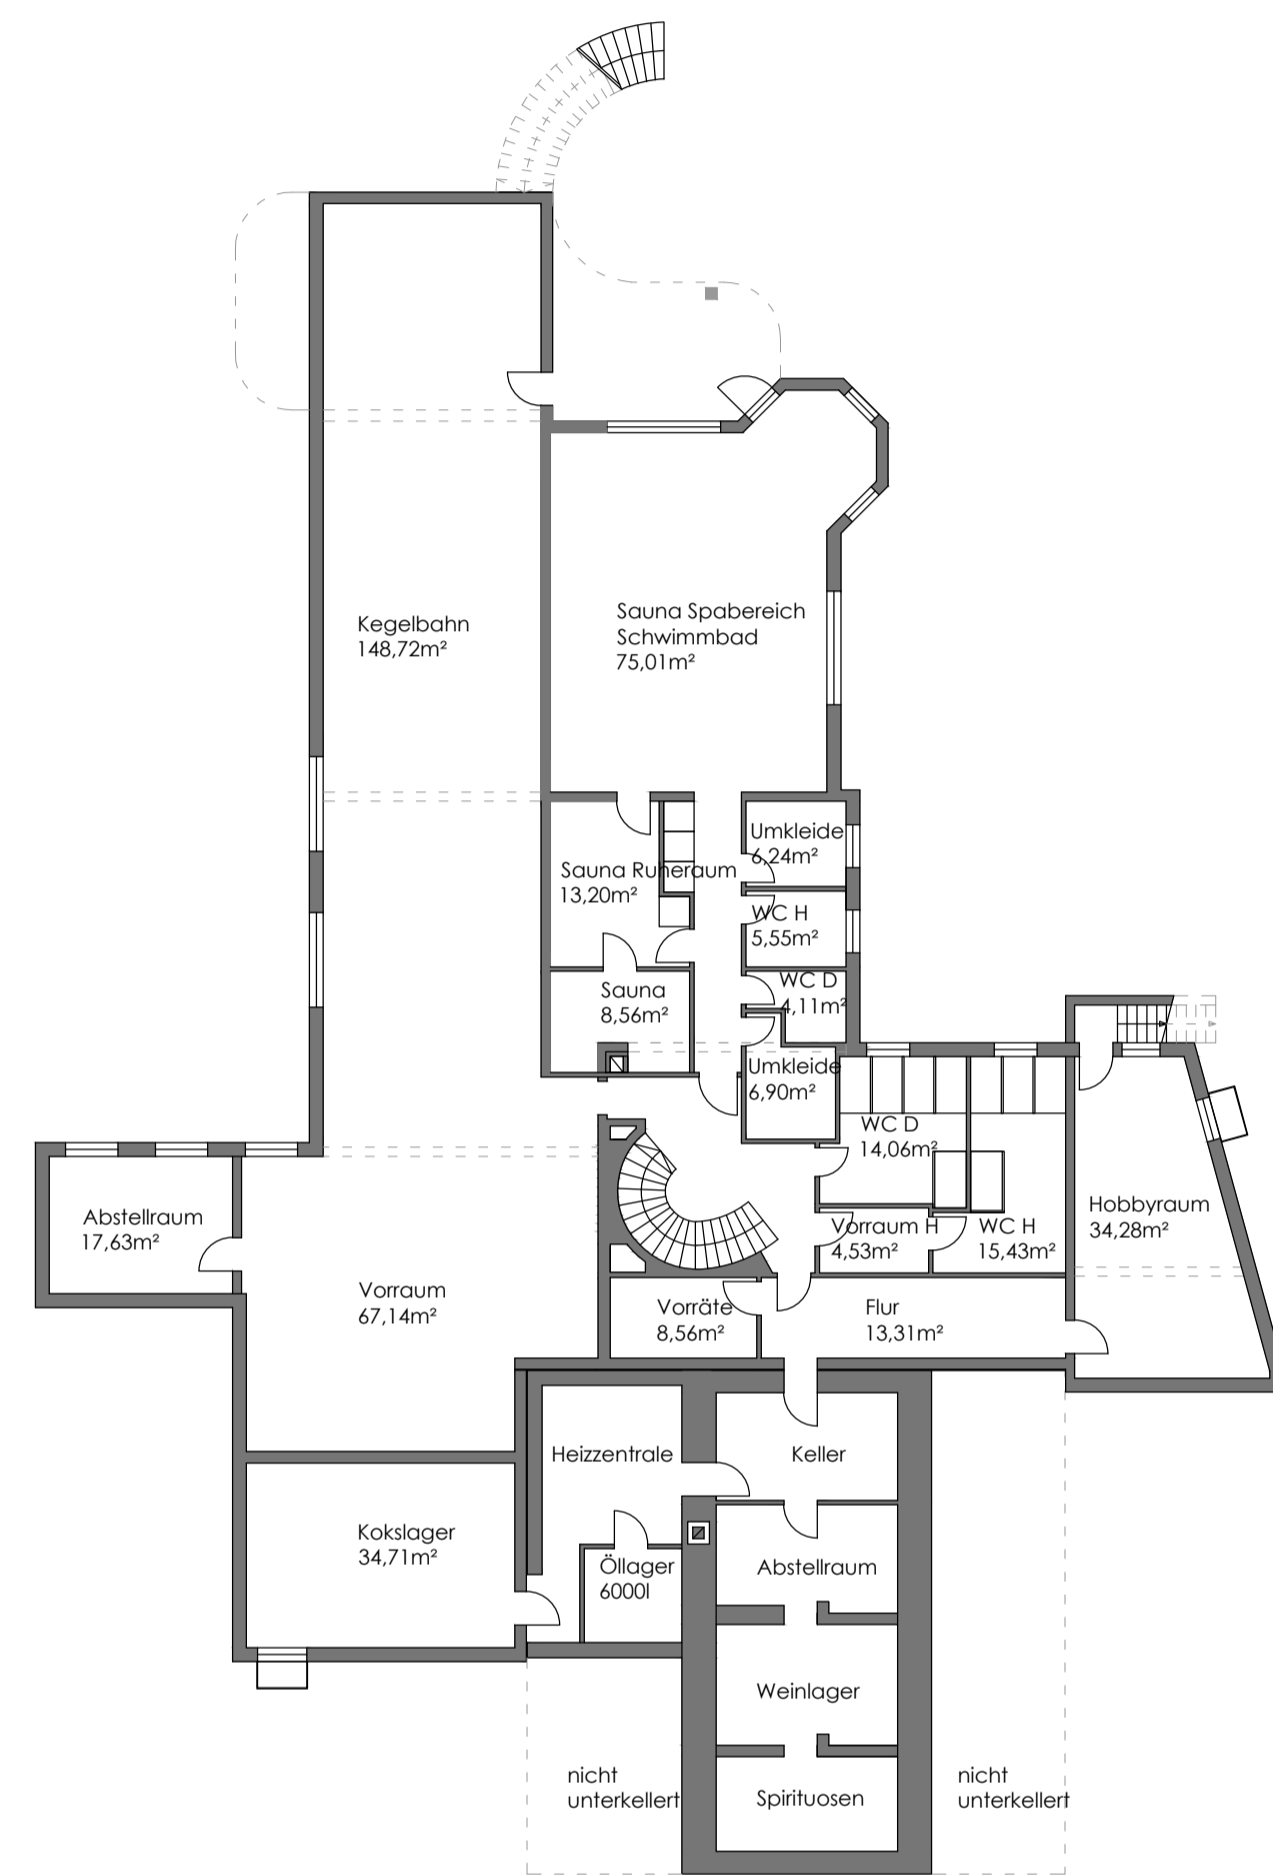 Kegelbahn
148,72m²
Sauna Spabereich
Schwimmbad
75,01m²
Umkleide
6,24m²
Sauna Ruheraum
13,20m²
WC H
5,55m²
WC D
4,11m²
Sauna
8,56m²
Umkleide
6,90m²
WC D
14,06m²
Abstellraum
17,63m²
Hobbyraum
34,28m²
Vorraum H
4,53m²
WC H
15,43m²
Vorraum
67,14m²
Vorräte
8,56m²
Flur
13,31m²
Heizzentrale
Keller
Kokslager
34,71m²
Öllager
6000l
Abstellraum
Weinlager
nicht
unterkellert
Spirituosen
nicht
unterkellert